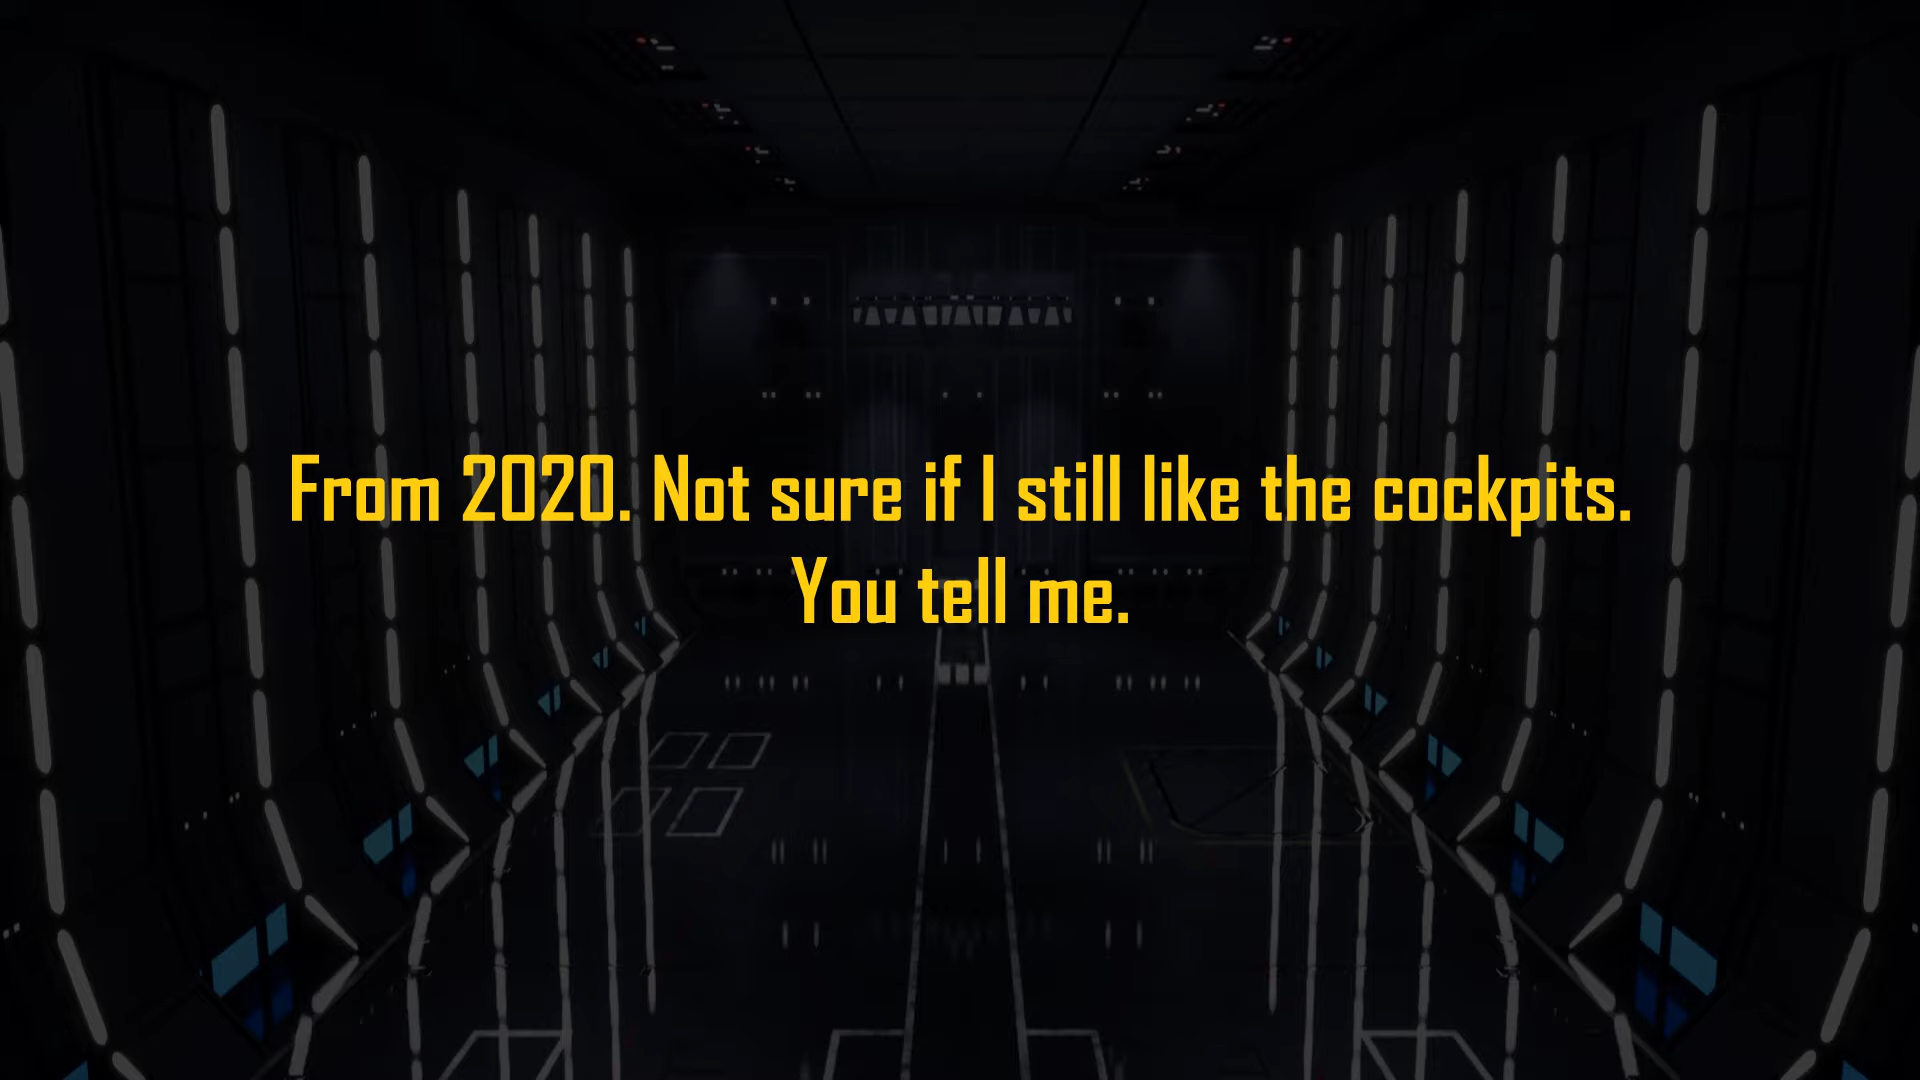 From 2020. Not sure if I still like the cockpits.
You tell me.